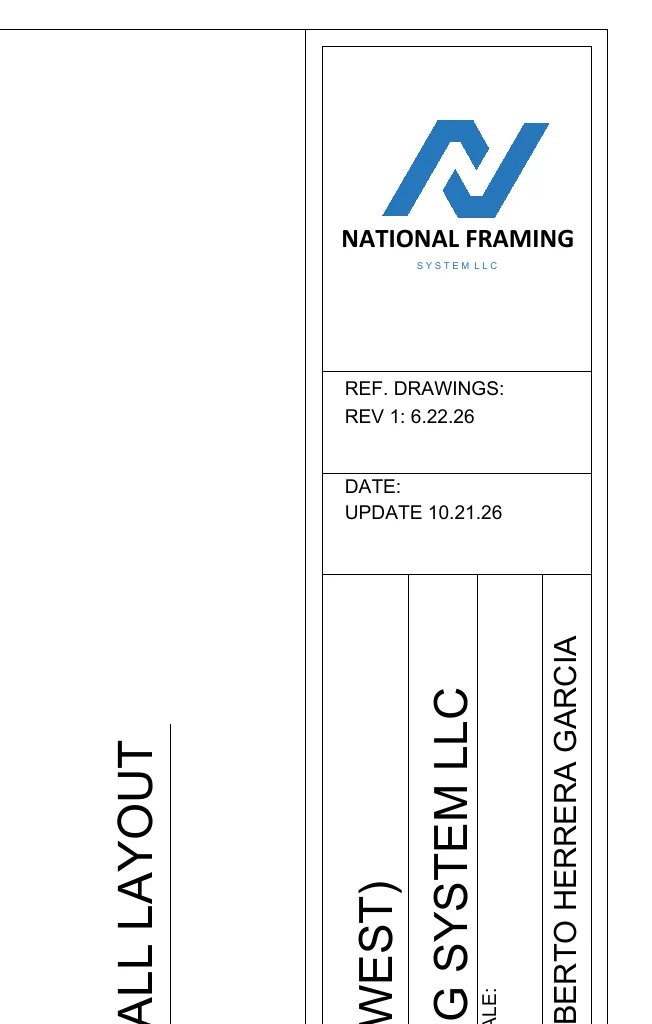 NATIONAL FRAMING
SYSTEM LLC
REF. DRAWINGS:
REV 1: 6.22.26
DATE:
UPDATE 10.21.26
ALL LAYOUT
WEST)
G SYSTEM LLC
ALE:
BERTO HERRERA GARCIA